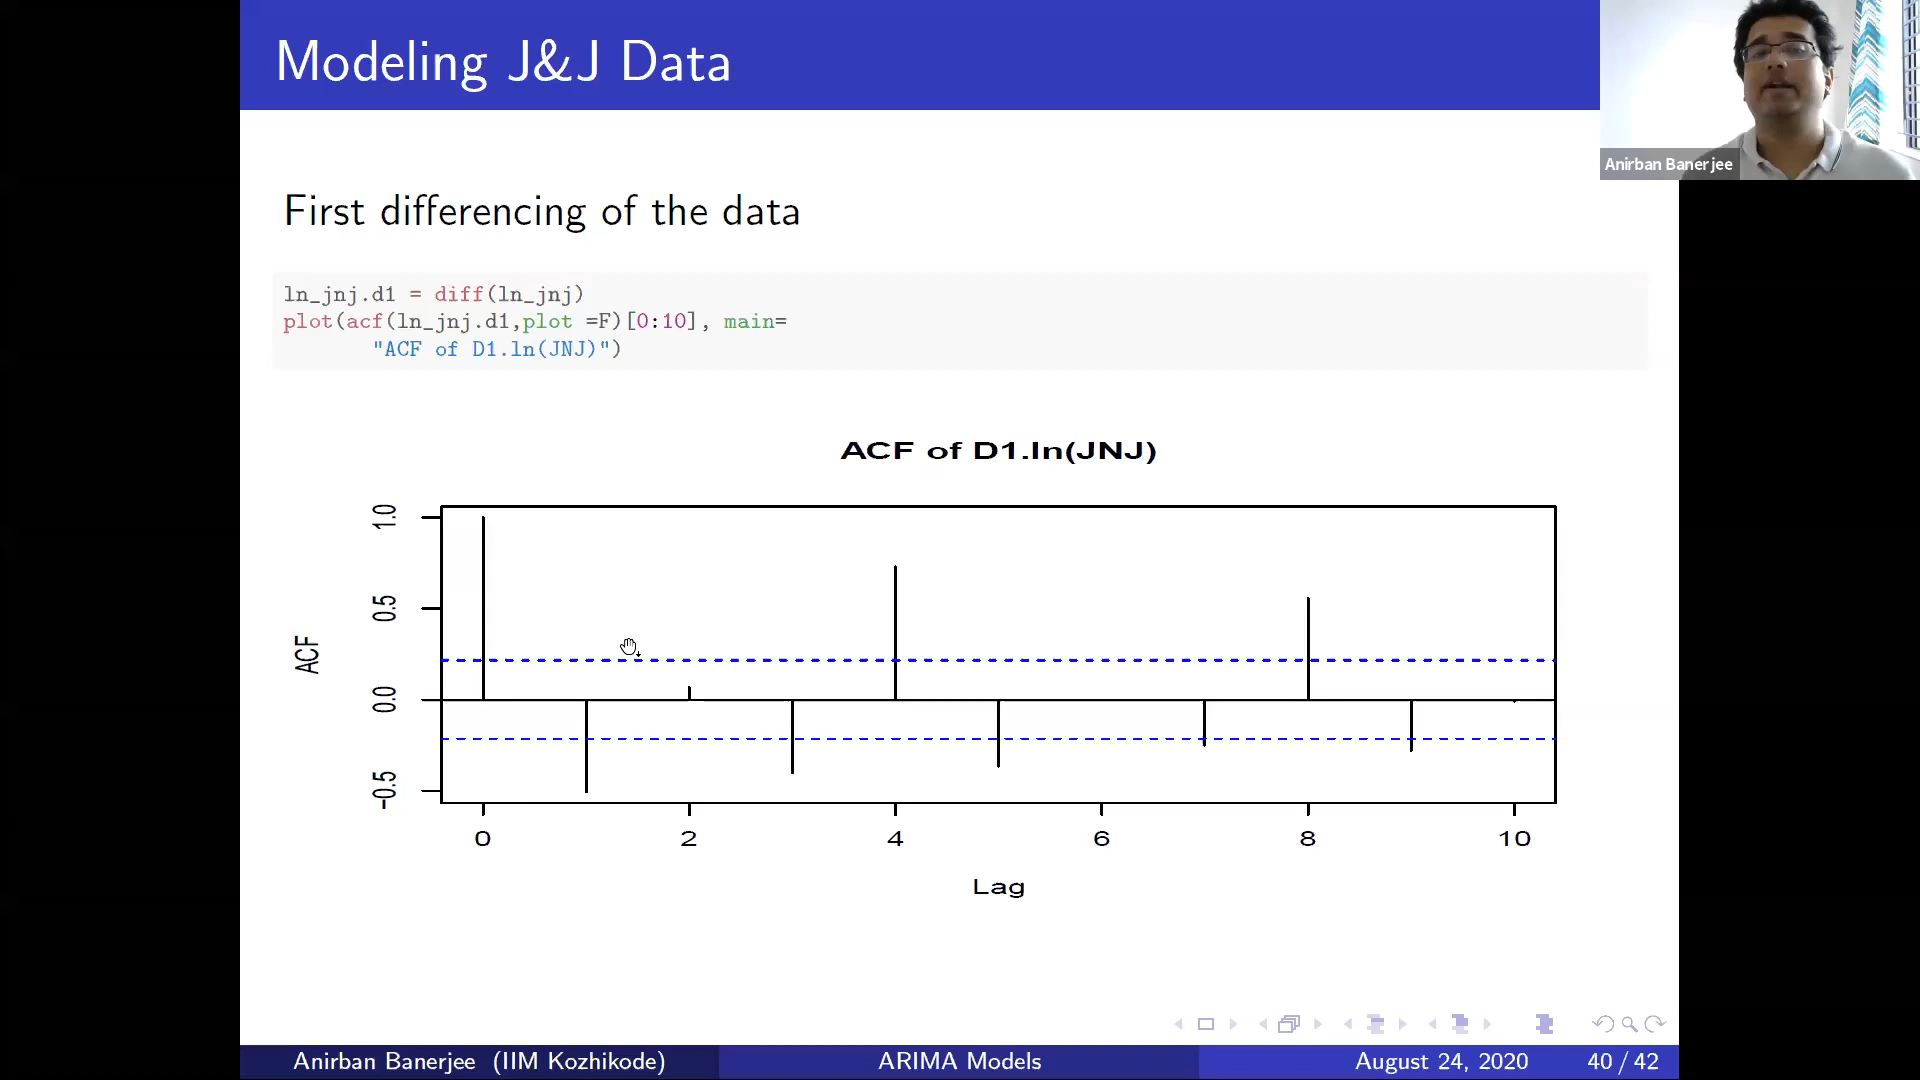 Modeling J&J Data
Anirban Banerjee
First differencing of the data
ln_jnj.d1 = diff(ln_jnj)
plot(acf(ln_jnj.d1,plot =F)[0:10], main=
"ACF of D1.ln(JNJ)")
ACF of D1.ln(JNJ)
1.0
0.5
0.0
-0.5
ACF
0 2 4 6 8 10
Lag
Anirban Banerjee (IIM Kozhikode) ARIMA Models August 24, 2020 40 / 42